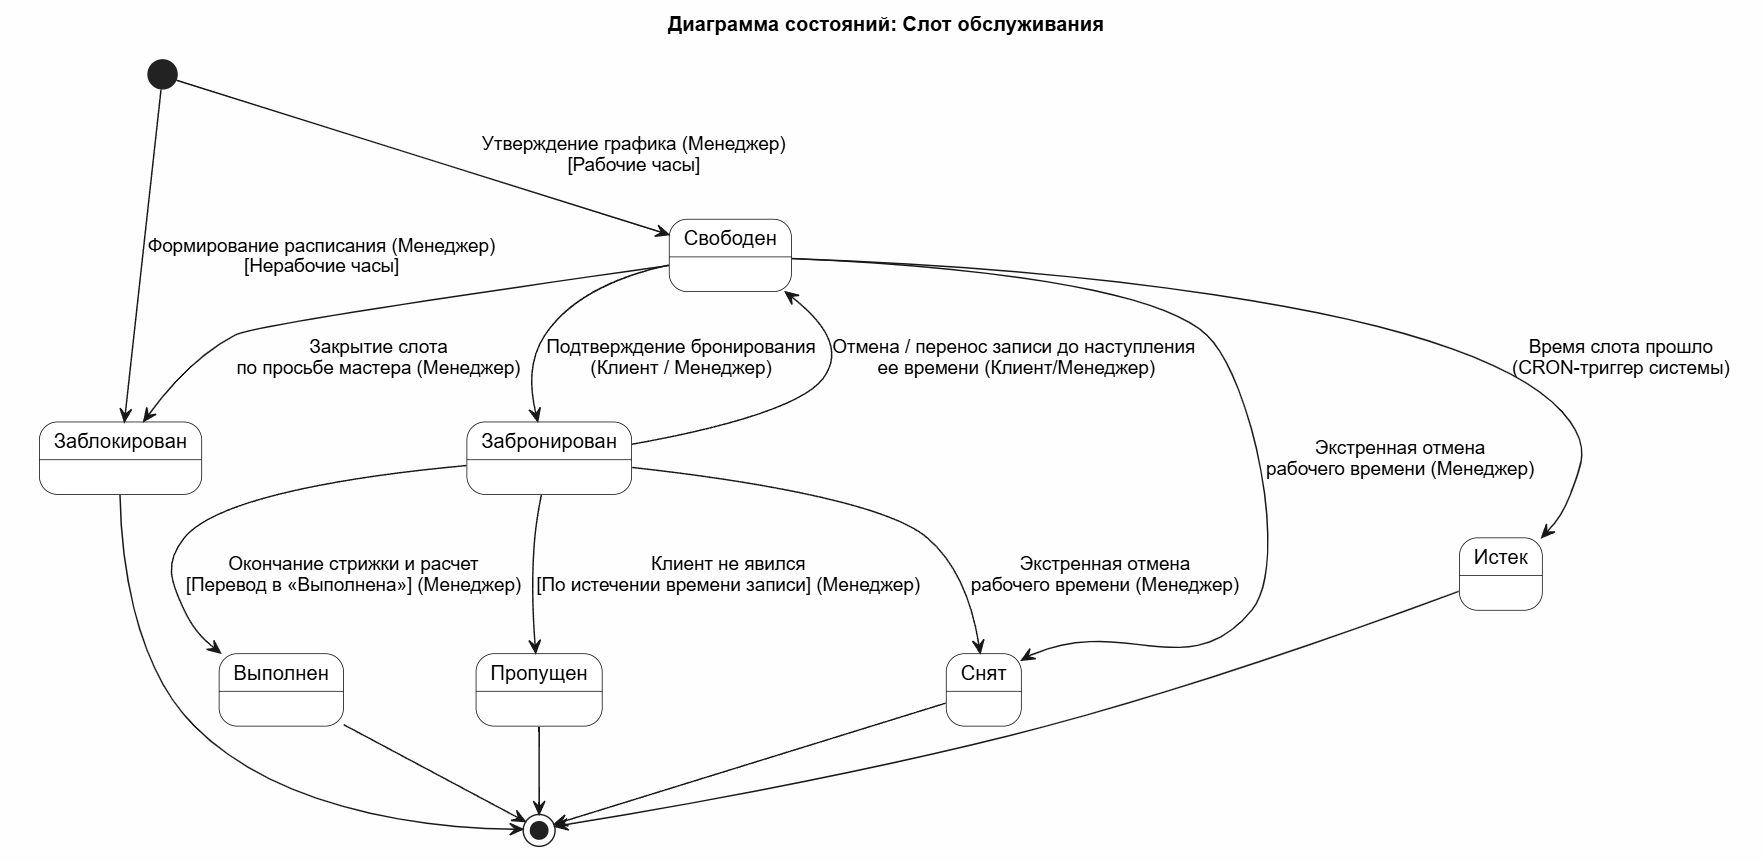 Диаграмма состояний: Слот обслуживания
Утверждение графика (Менеджер)
[Рабочие часы]
Свободен
Формирование расписания (Менеджер)
[Нерабочие часы]
Закрытие слота
по просьбе мастера (Менеджер)
Подтверждение бронирования
(Клиент / Менеджер)
Отмена / перенос записи до наступления
ее времени (Клиент/Менеджер)
Время слота прошло
(CRON-триггер системы)
Заблокирован
Забронирован
Экстренная отмена
рабочего времени (Менеджер)
Окончание стрижки и расчет
[Перевод в «Выполнена»] (Менеджер)
Клиент не явился
[По истечении времени записи] (Менеджер)
Экстренная отмена
рабочего времени (Менеджер)
Истек
Выполнен
Пропущен
Снят